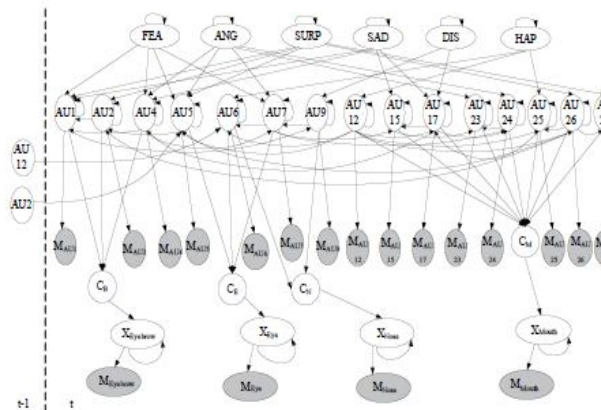 FEA ANG SURP SAD DIS HAP
AU1 AU2 AU4 AU5 AU6 AU7 AU9 AU 12 AU 15 AU 17 AU 23 AU 24 AU 25 AU 26
AU 12
AU2
M AU1 M AU2 M AU4 M AU5 M AU6 M AU7 M AU9 M AU 12 M AU 15 M AU 17 M AU 23 M AU 24 C M M AU 25 M AU 26
C B C E C N
X Eyebrow X Eye X Nose X Mouth
M Eyebrow M Eye M Nose M Mouth
t-1 t